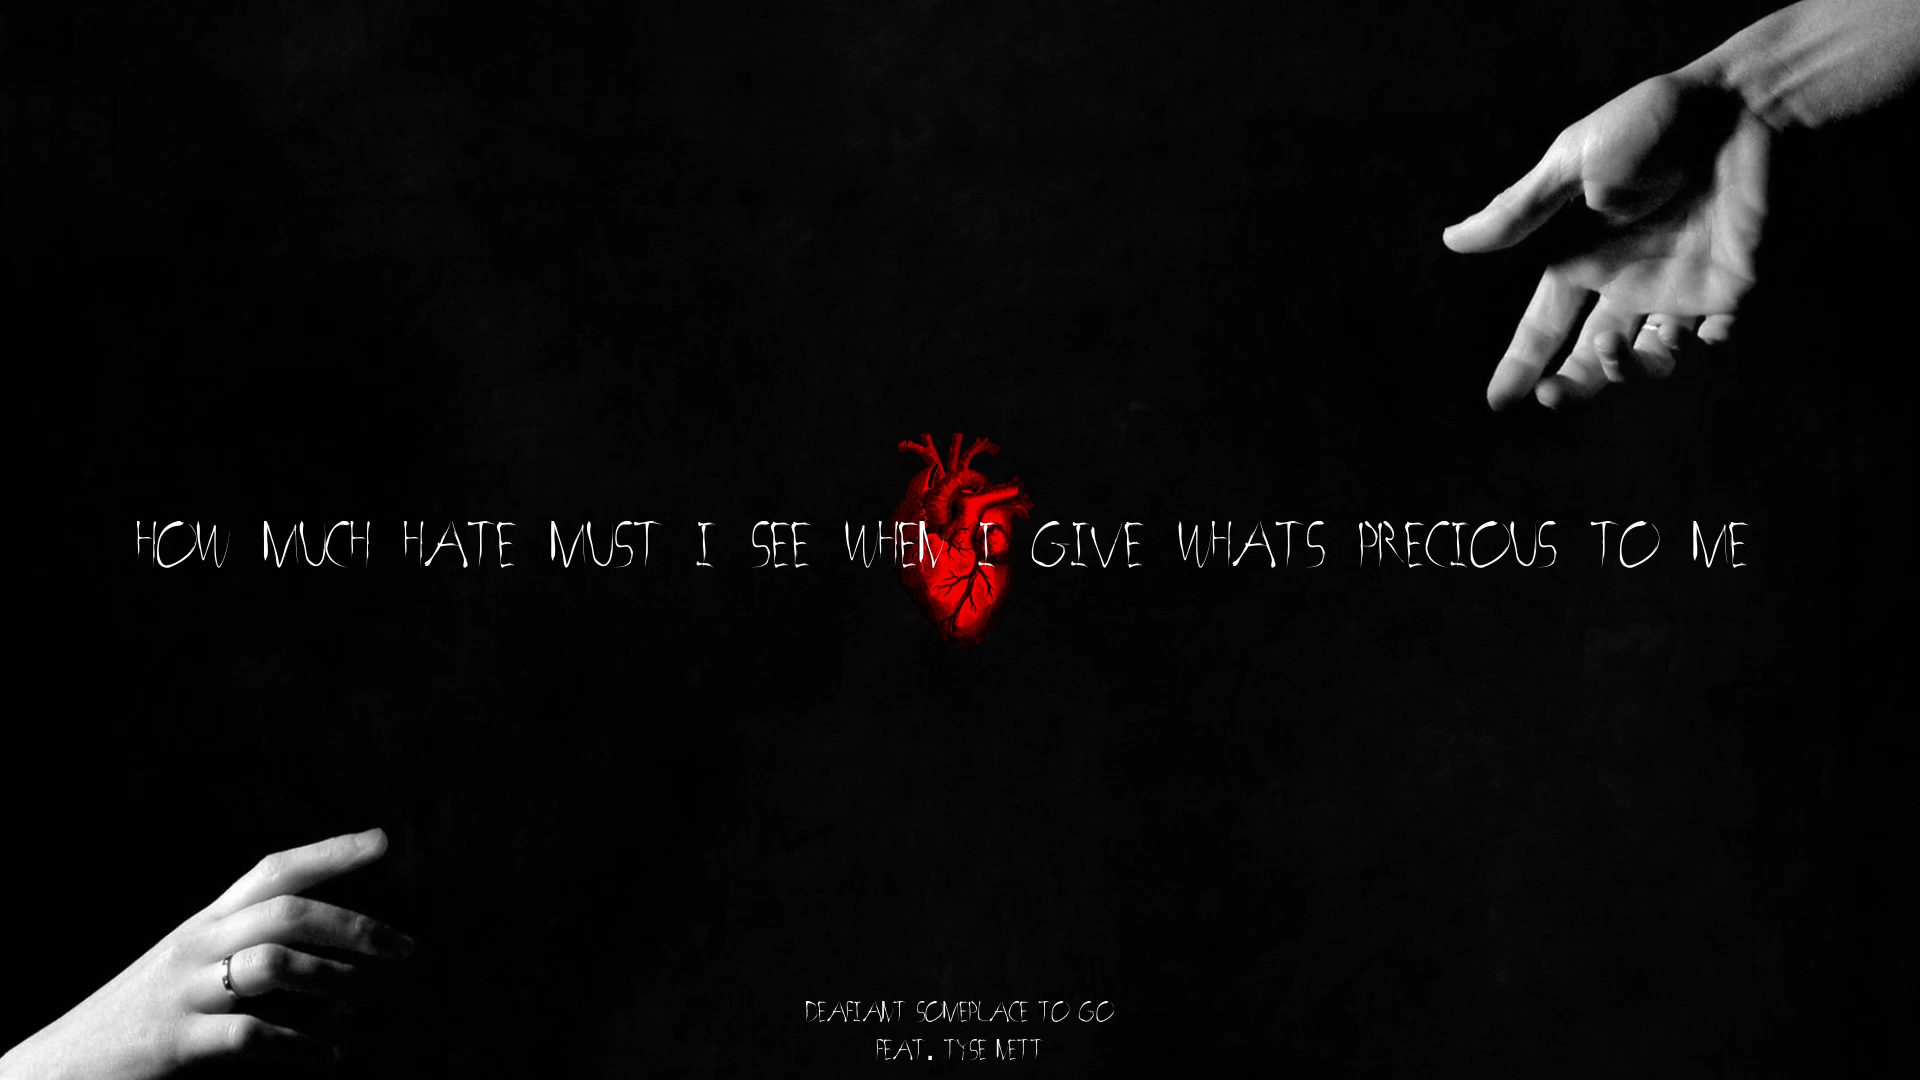 HOW MUCH HATE MUST I SEE WHEN I GIVE WHATS PRECIOUS TO ME
DEAFIANT SOMEPLACE TO GO
FEAT. TYSE NETT